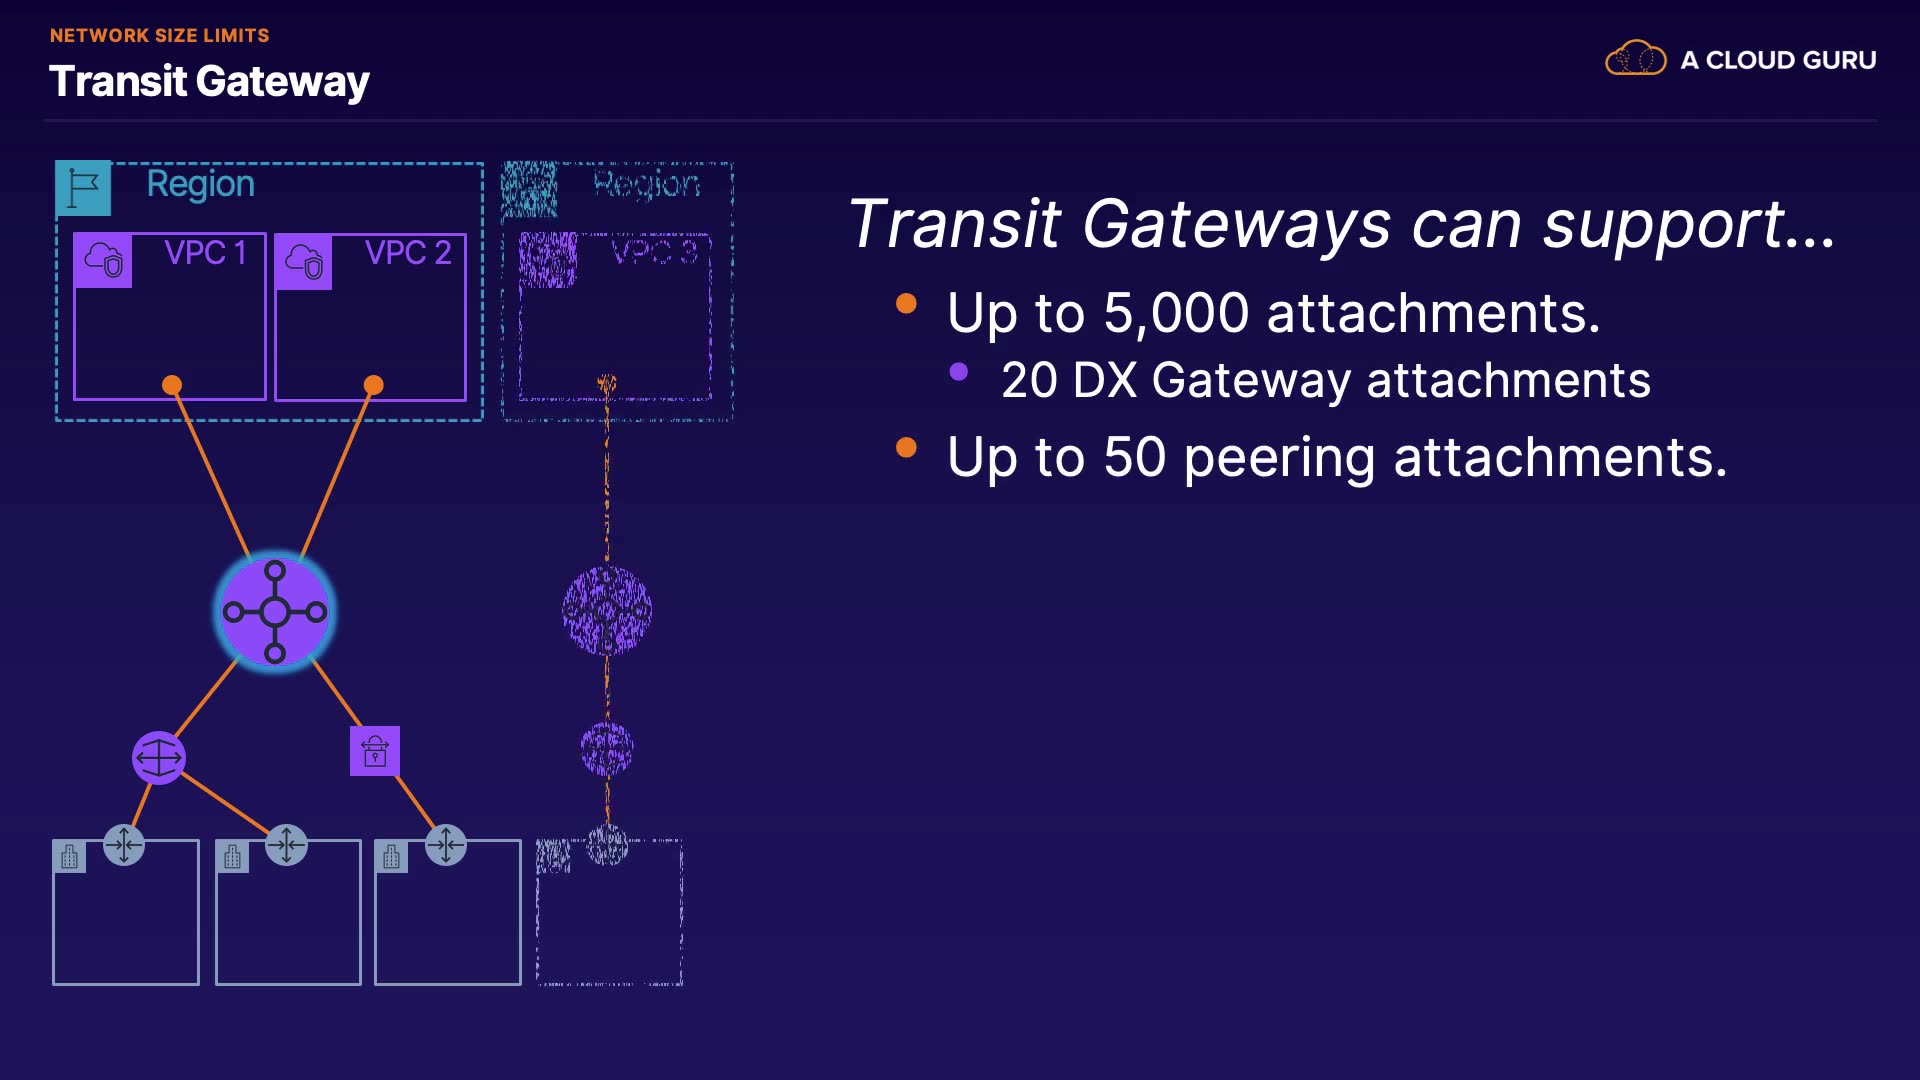 NETWORK SIZE LIMITS
Transit Gateway
A CLOUD GURU
Region
Region
VPC 1
VPC 2
VPC 3
Transit Gateways can support...
Up to 5,000 attachments.
20 DX Gateway attachments
Up to 50 peering attachments.